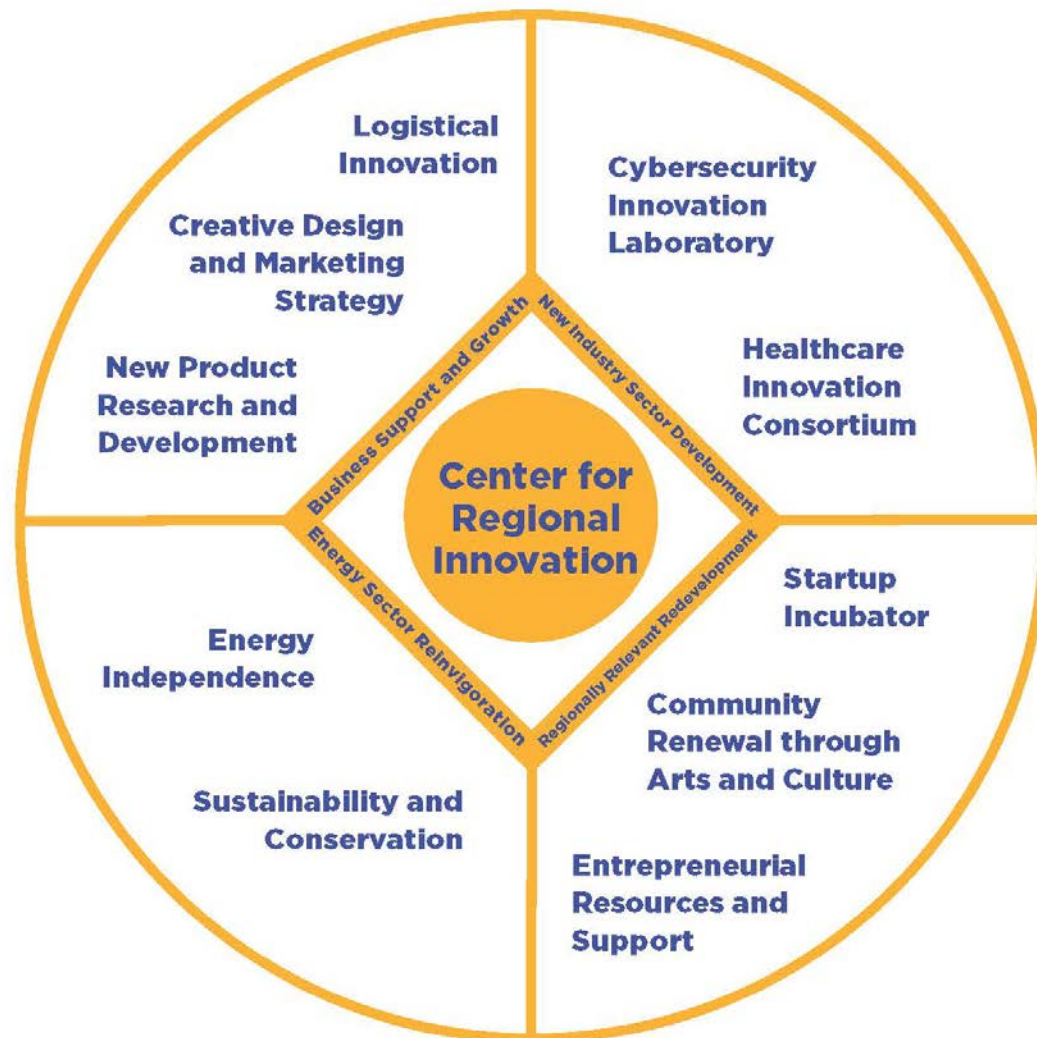 Logistical
Innovation
Creative Design
and Marketing
Strategy
New Product
Research and
Development
Cybersecurity
Innovation
Laboratory
Healthcare
Innovation
Consortium
Business Support and Growth
New Industry Sector Development
Center for
Regional
Innovation
Energy Sector Reinvigoration
Regionally Relevant Redevelopment
Energy
Independence
Sustainability and
Conservation
Startup
Incubator
Community
Renewal through
Arts and Culture
Entrepreneurial
Resources and
Support